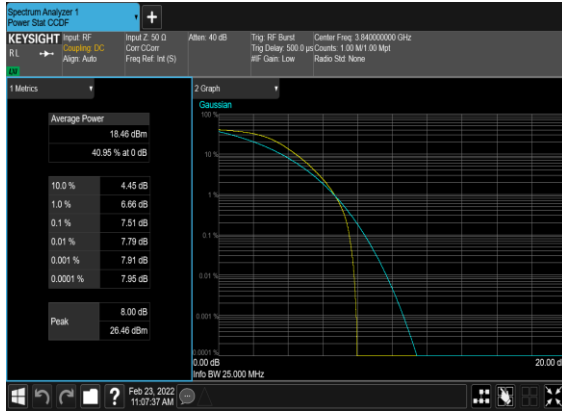 Spectrum Analyzer 1
Power Stat CCDF
KEYSIGHT
RL
LU
Input: RF
Coupling: DC
Align: Auto
Input Z: 50 Ω
Corr CCorr
Freq Ref: Int (S)
Atten: 40 dB
Trig: RF Burst
Trig Delay: 500.0 µs
#IF Gain: Low
Center Freq: 3.840000000 GHz
Counts: 1.00 M/1.00 Mpt
Radio Std: None
1 Metrics
Average Power
18.46 dBm
40.95 % at 0 dB
10.0 % 4.45 dB
1.0 % 6.66 dB
0.1 % 7.51 dB
0.01 % 7.79 dB
0.001 % 7.91 dB
0.0001 % 7.95 dB
Peak
8.00 dB
26.46 dBm
2 Graph
Gaussian
100 %
10 %
1 %
0.1 %
0.01 %
0.001 %
0.0001 %
0.00 dB
20.00 d
Info BW 25.000 MHz
?
Feb 23, 2022
11:07:37 AM